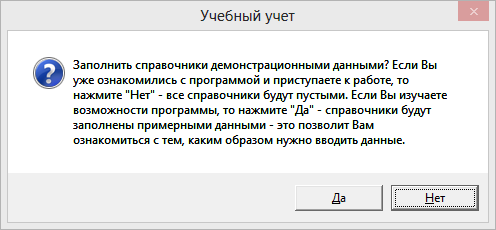 Учебный учет
Заполнить справочники демонстрационными данными? Если Вы
уже ознакомились с программой и приступаете к работе, то
нажмите "Нет" - все справочники будут пустыми. Если Вы изучаете
возможности программы, то нажмите "Да" - справочники будут
заполнены примерными данными - это позволит Вам
ознакомиться с тем, каким образом нужно вводить данные.
Да
Нет